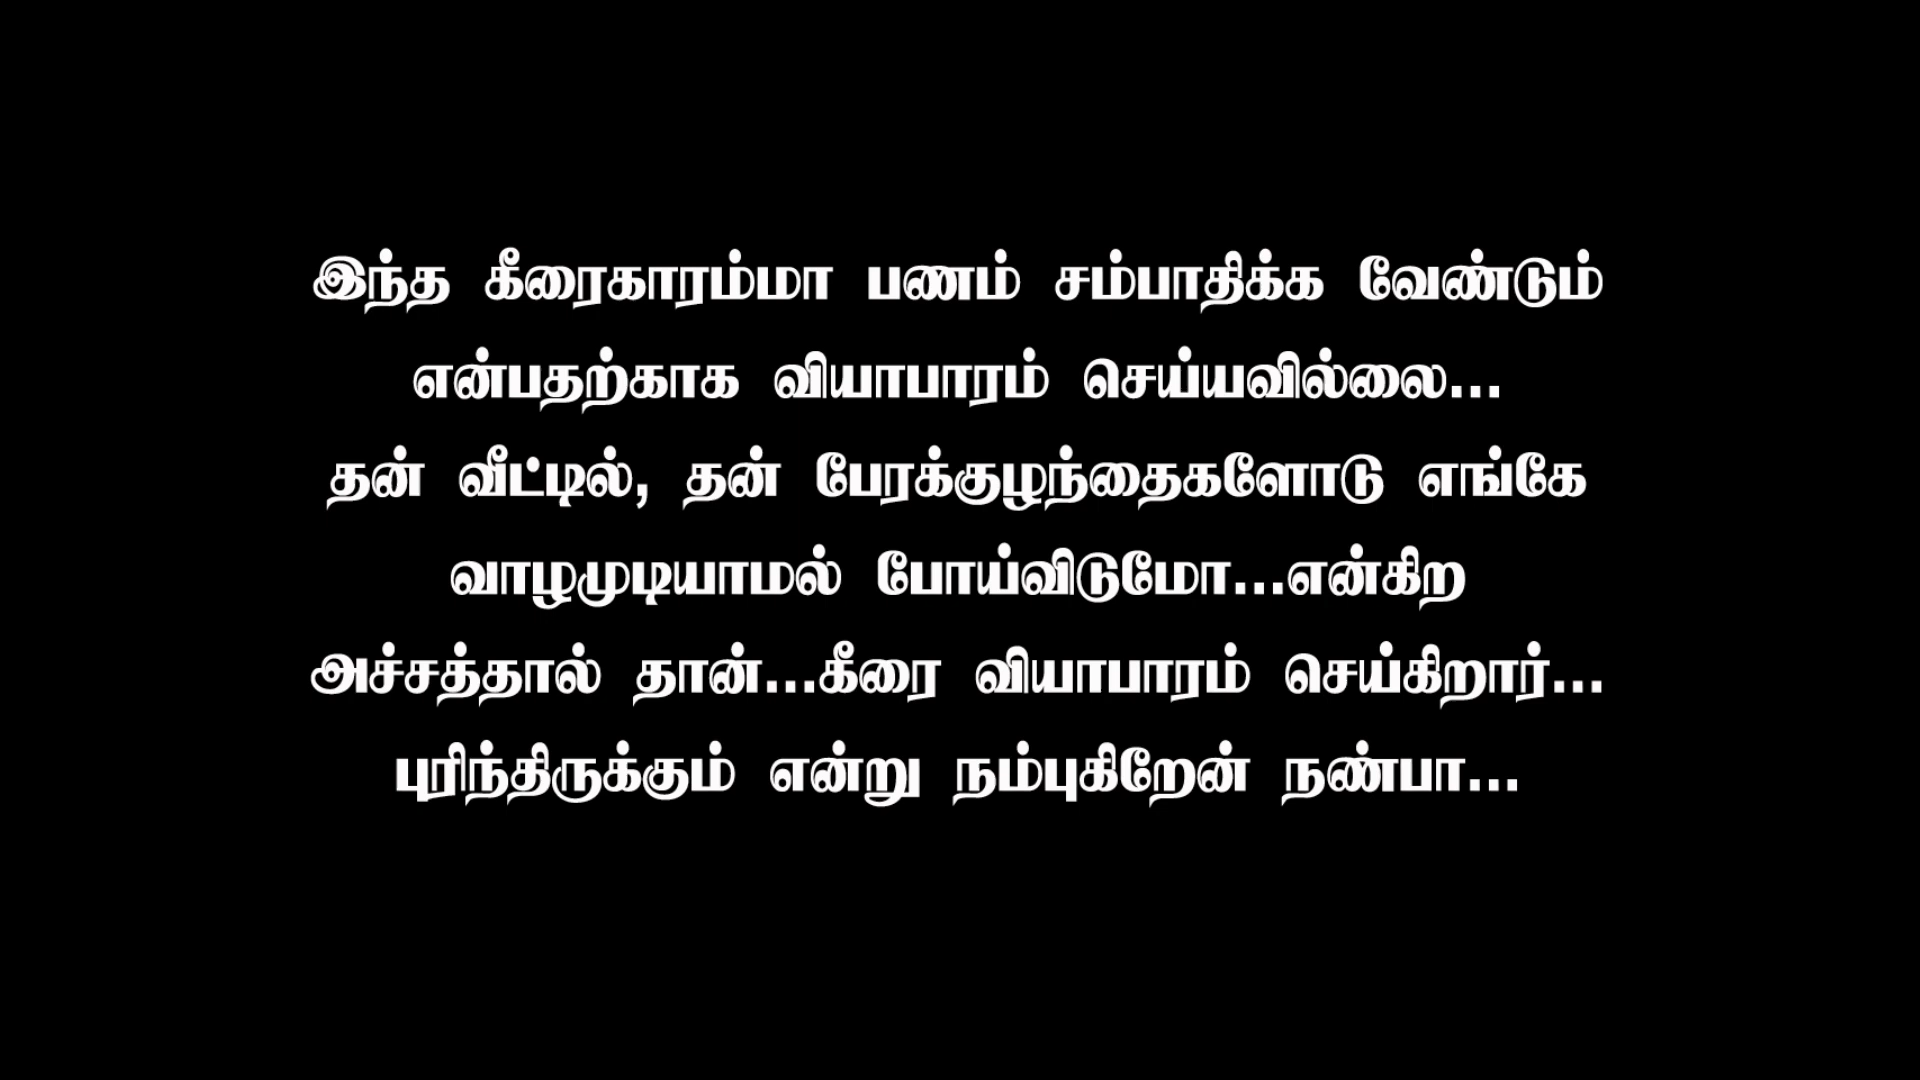 இந்த கீரைகாரம்மா பணம் சம்பாதிக்க வேண்டும்
என்பதற்காக வியாபாரம் செய்யவில்லை...
தன் வீட்டில், தன் பேரக்குழந்தைகளோடு எங்கே
வாழமுடியாமல் போய்விடுமோ...என்கிற
அச்சத்தால் தான்...கீரை வியாபாரம் செய்கிறார்...
புரிந்திருக்கும் என்று நம்புகிறேன் நண்பா...